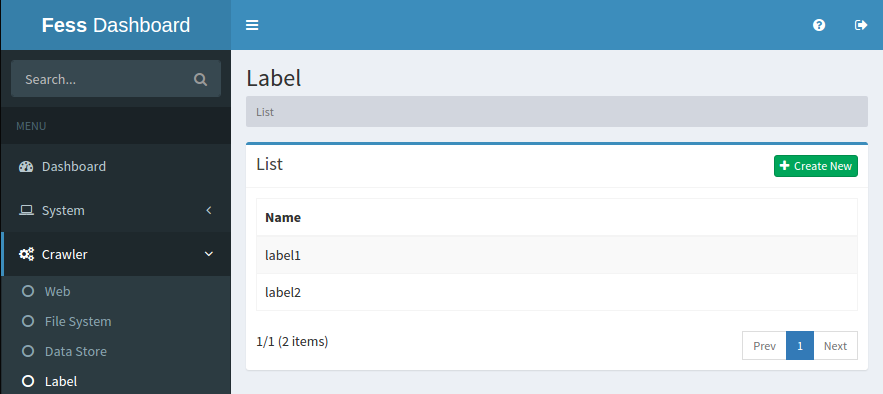 Fess Dashboard
Search...
MENU
Dashboard
System
Crawler
Web
File System
Data Store
Label
Label
List
List
Create New
Name
label1
label2
1/1 (2 items)
Prev 1 Next